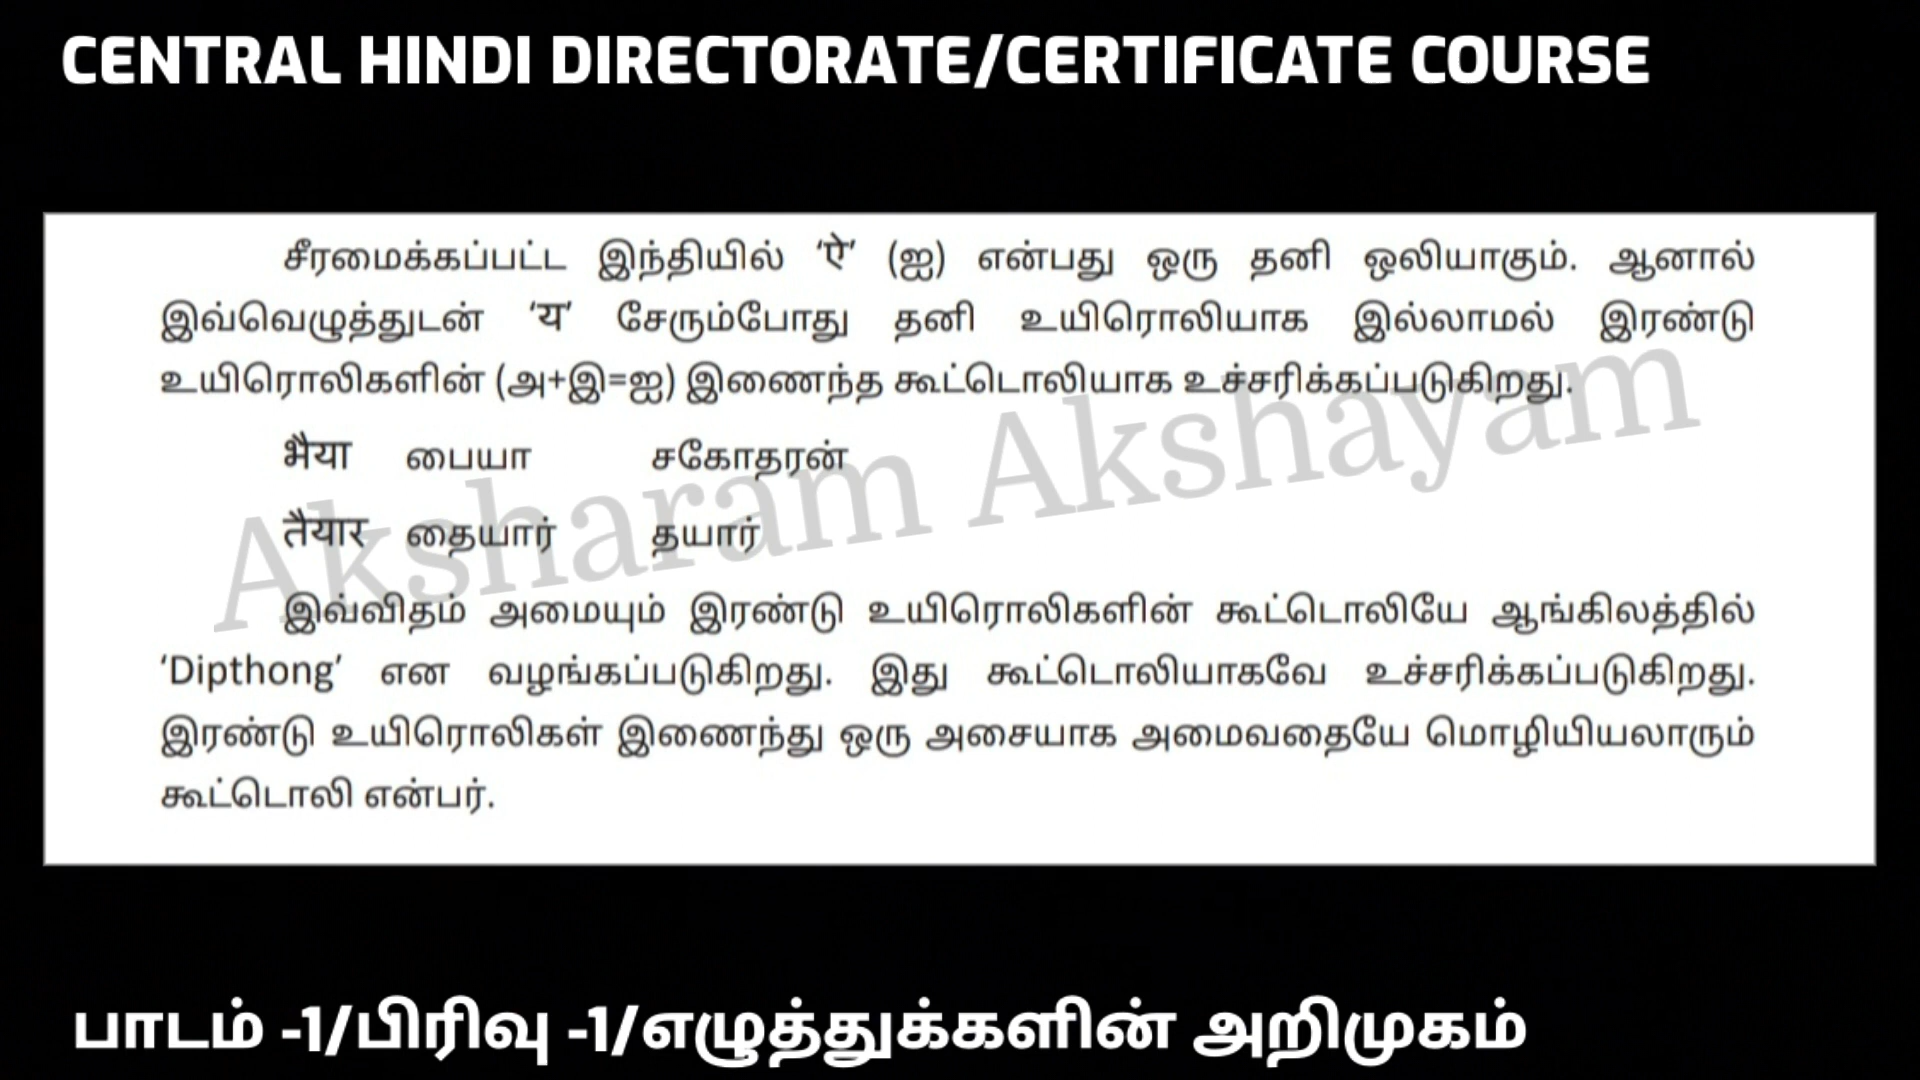 CENTRAL HINDI DIRECTORATE/CERTIFICATE COURSE
சீரமைக்கப்பட்ட இந்தியில் ‘ऐ’ (ஐ) என்பது ஒரு தனி ஒலியாகும். ஆனால்
இவ்வெழுத்துடன் ‘य’ சேரும்போது தனி உயிரொலியாக இல்லாமல் இரண்டு
உயிரொலிகளின் (அ+இ=ஐ) இணைந்த கூட்டொலியாக உச்சரிக்கப்படுகிறது.
भैया பையா சகோதரன்
तैयार தையார் தயார்
Aksharam Akshayam
இவ்விதம் அமையும் இரண்டு உயிரொலிகளின் கூட்டொலியே ஆங்கிலத்தில்
‘Dipthong’ என வழங்கப்படுகிறது. இது கூட்டொலியாகவே உச்சரிக்கப்படுகிறது.
இரண்டு உயிரொலிகள் இணைந்து ஒரு அசையாக அமைவதையே மொழியியலாரும்
கூட்டொலி என்பர்.
பாடம் -1/பிரிவு -1/எழுத்துக்களின் அறிமுகம்